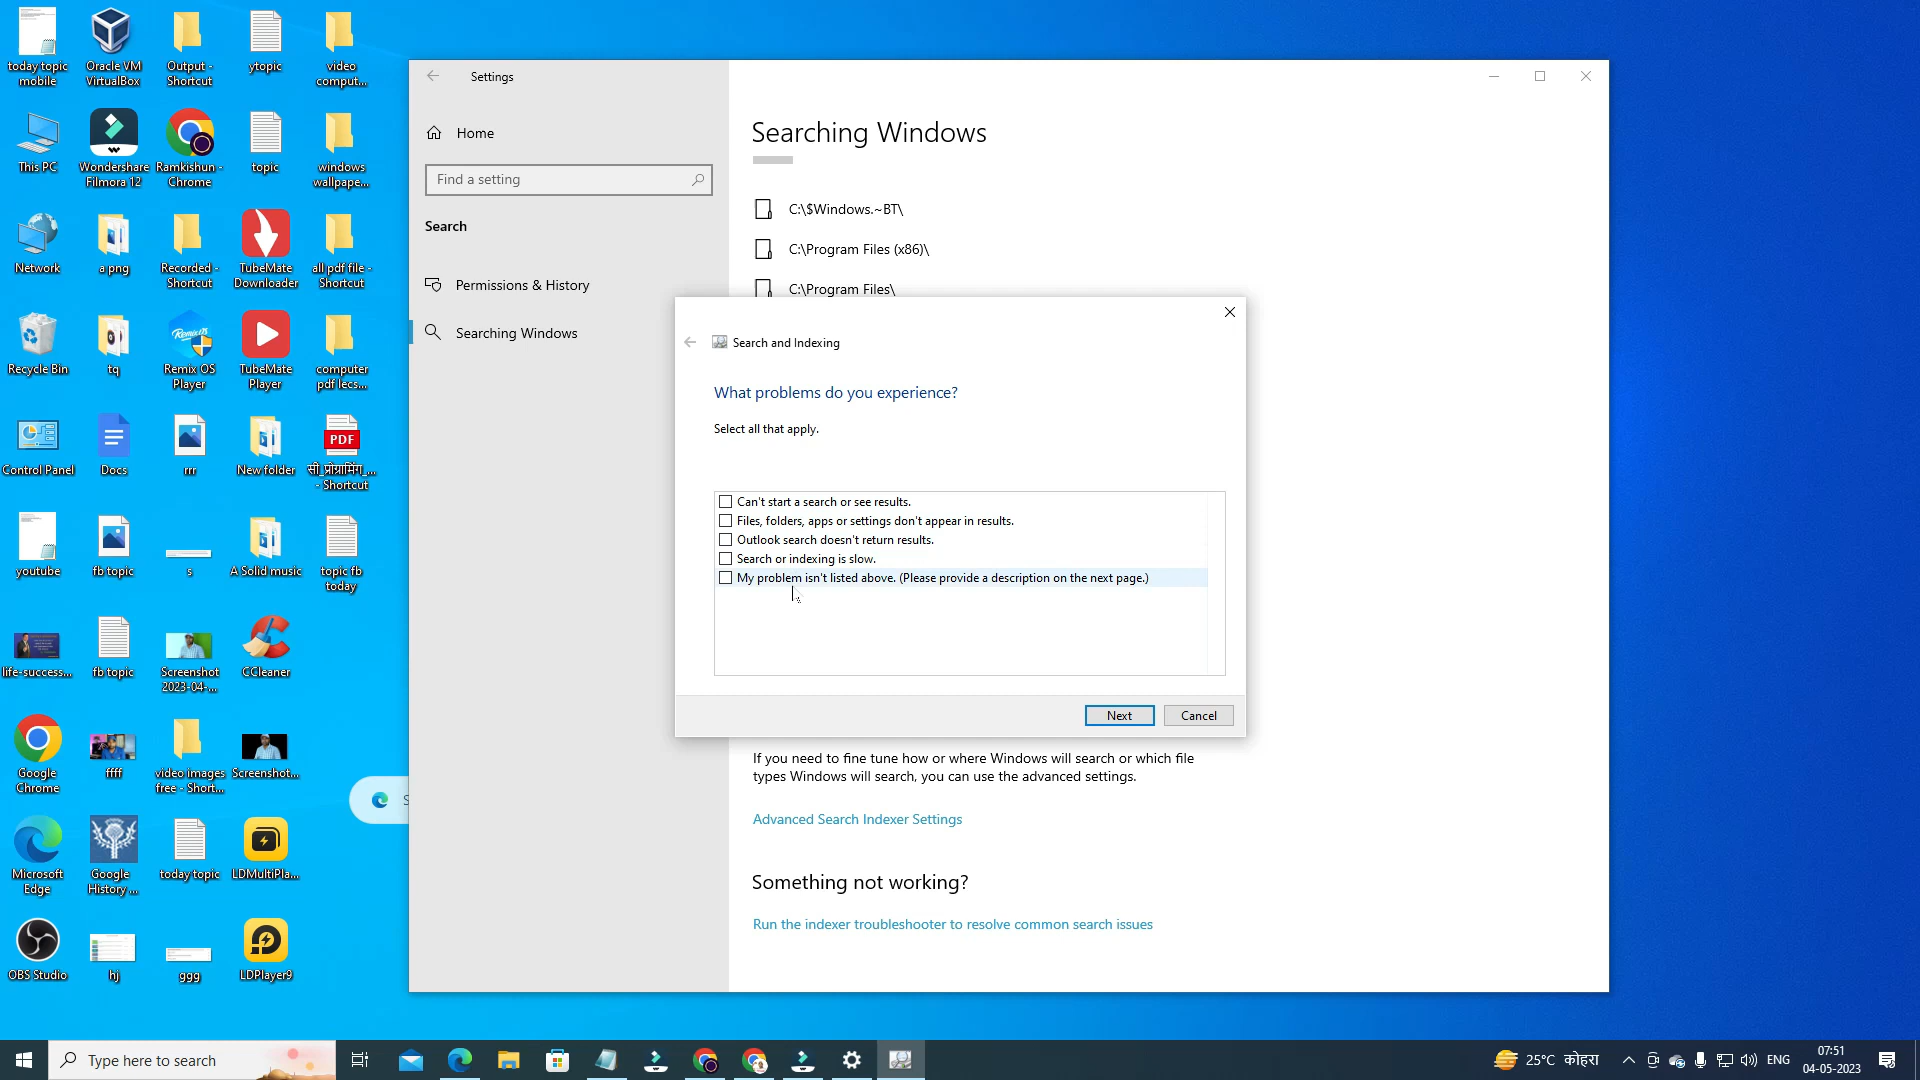 today topic
mobile
Oracle VM
VirtualBox
Output -
Shortcut
ytopic
video
comput...
This PC
Wondershare
Filmora 12
Ramkishun -
Chrome
topic
windows
wallpape...
Network
a png
Recorded -
Shortcut
TubeMate
Downloader
all pdf file -
Shortcut
Recycle Bin
tq
Remix OS
Player
TubeMate
Player
computer
pdf lecs...
Control Panel
Docs
rrr
New folder
PDF
सी_प्रोग्रामिंग_...
- Shortcut
youtube
fb topic
s
A Solid music
topic fb
today
life-success...
fb topic
Screenshot
2023-04-...
CCleaner
Google
Chrome
ffff
video images
free - Short...
Screenshot...
Microsoft
Edge
Google
History ...
today topic
LDMultiPla...
OBS Studio
hj
ggg
LDPlayer9
S
Settings
Home
Find a setting
Search
Permissions & History
Searching Windows
Searching Windows
C:\$Windows.~BT\
C:\Program Files (x86)\
C:\Program Files\
Search and Indexing
What problems do you experience?
Select all that apply.
Can't start a search or see results.
Files, folders, apps or settings don't appear in results.
Outlook search doesn't return results.
Search or indexing is slow.
My problem isn't listed above. (Please provide a description on the next page.)
Next
Cancel
If you need to fine tune how or where Windows will search or which file
types Windows will search, you can use the advanced settings.
Advanced Search Indexer Settings
Something not working?
Run the indexer troubleshooter to resolve common search issues
Type here to search
25°C कोहरा
ENG
07:51
04-05-2023